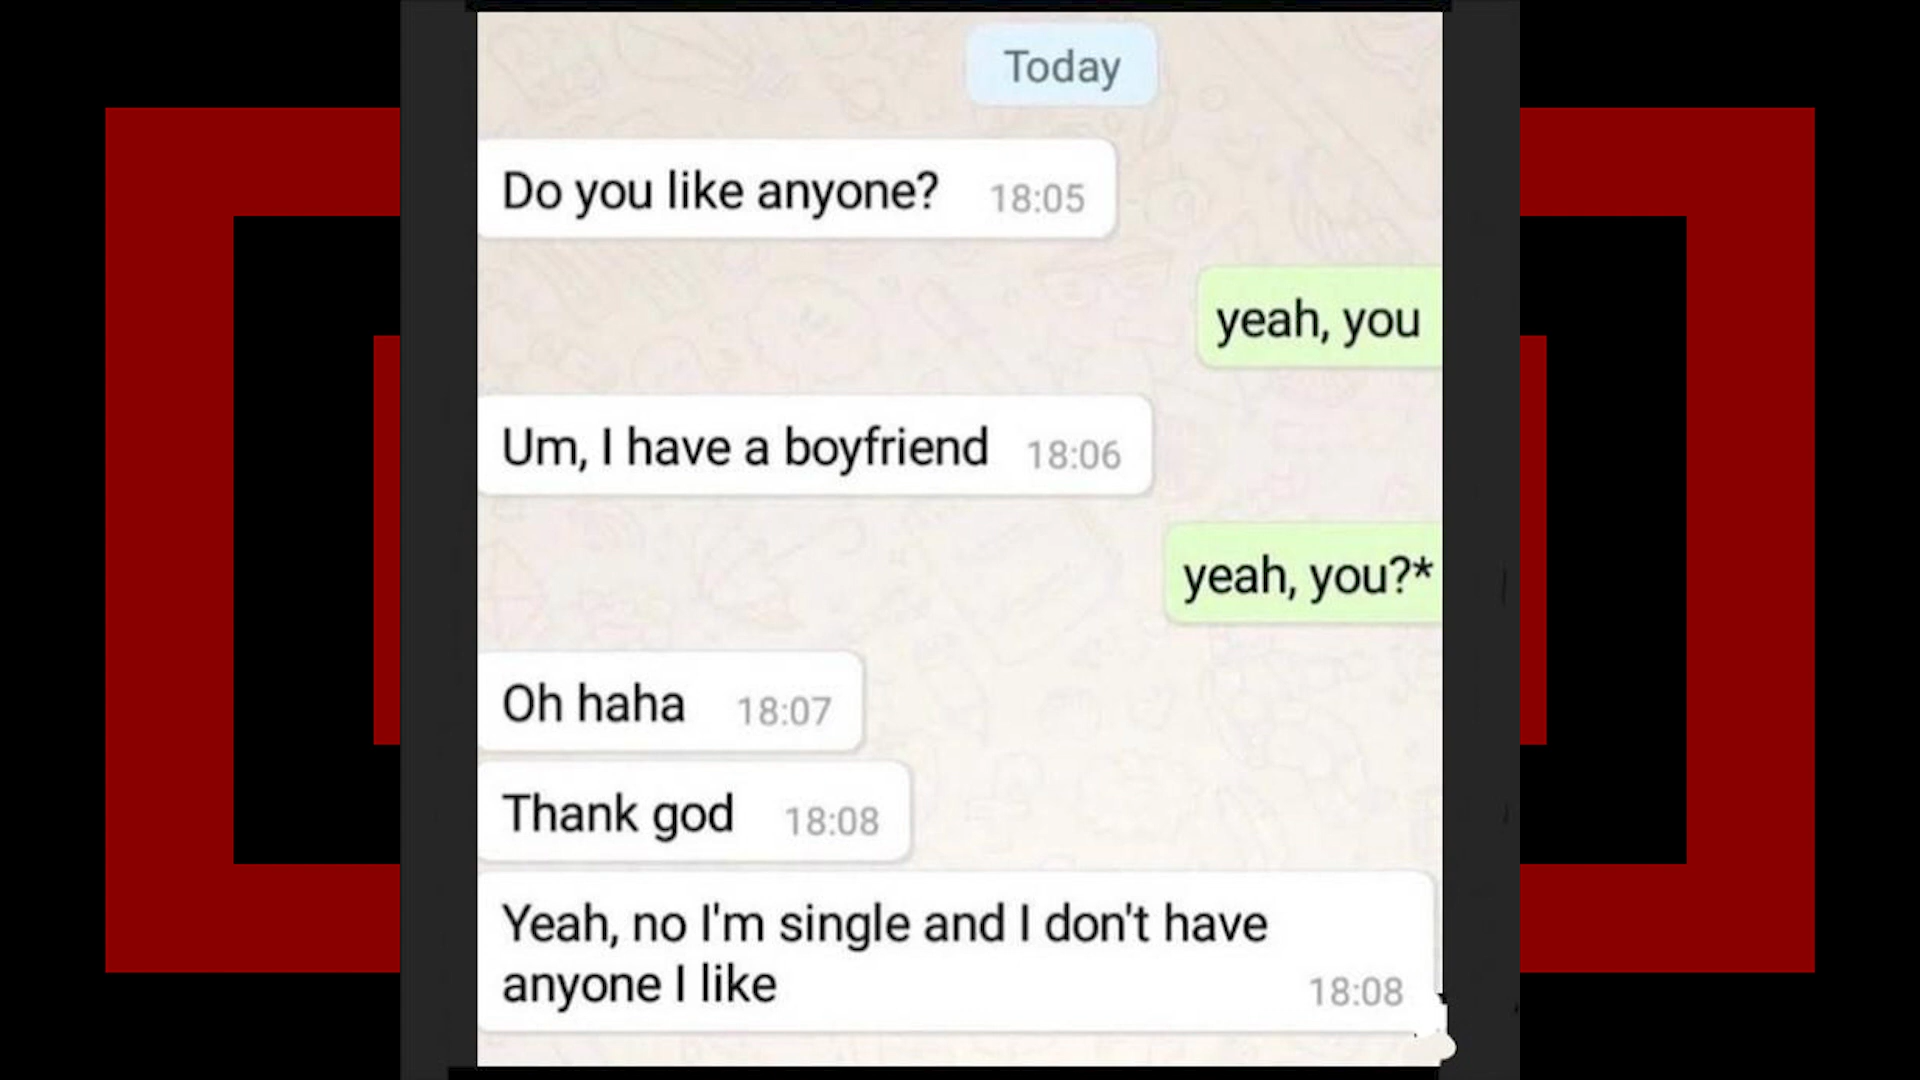 Today
Do you like anyone? 18:05
yeah, you
Um, I have a boyfriend 18:06
yeah, you?*
Oh haha 18:07
Thank god 18:08
Yeah, no I'm single and I don't have
anyone I like 18:08